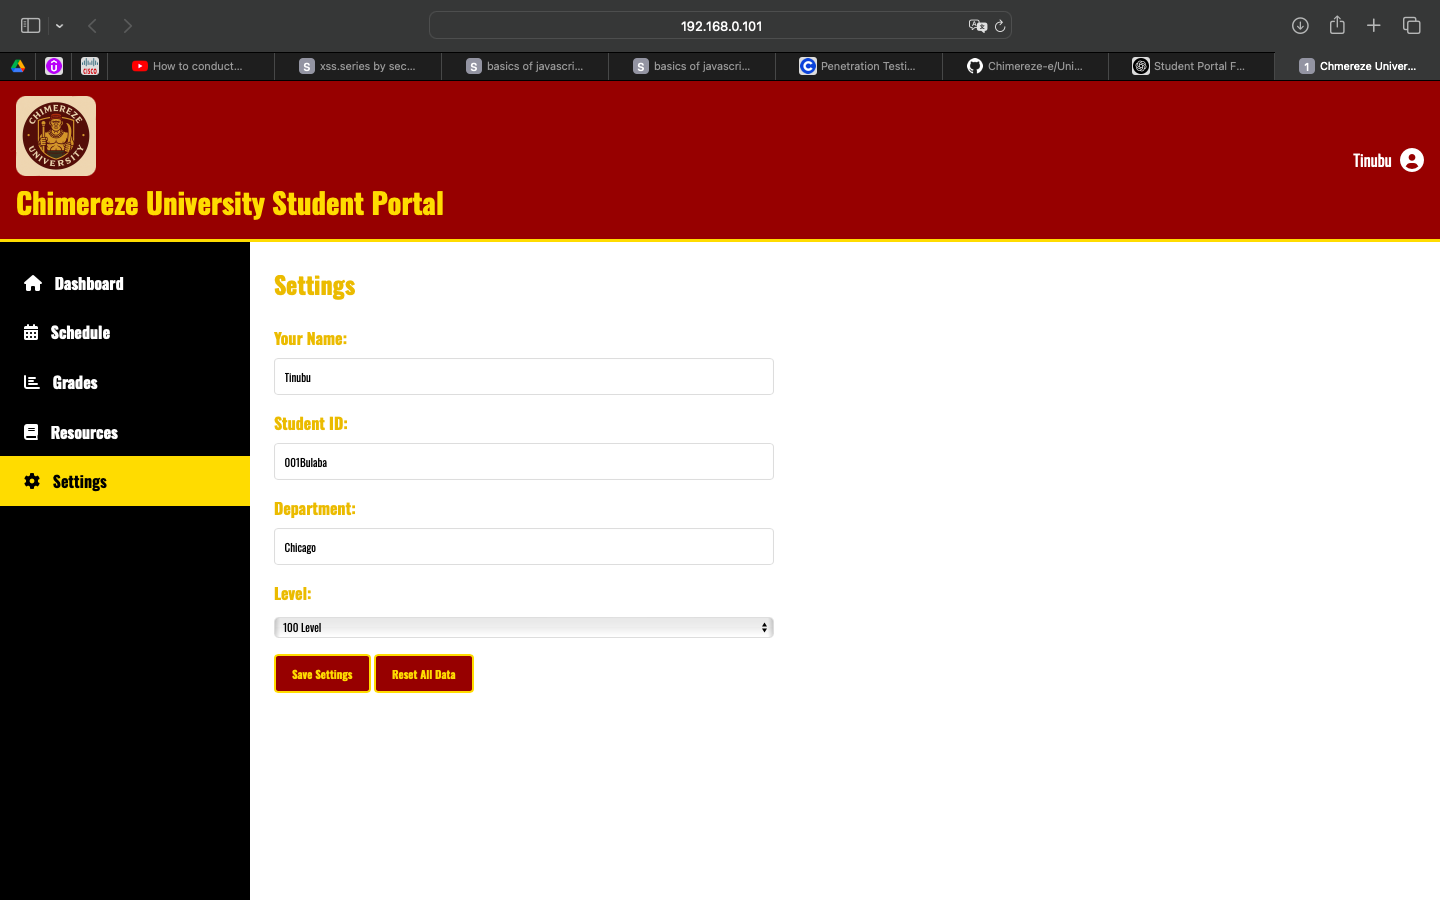 192.168.0.101
How to conduct...
S xss.series by sec...
S basics of javascri...
S basics of javascri...
Penetration Testi...
Chimereze-e/Uni...
Student Portal F...
1 Chmereze Univer...
CISCO
CHIMEREZE
UNIVERSITY
Tinubu
Chimereze University Student Portal
Dashboard
Schedule
Grades
Resources
Settings
Settings
Your Name:
Tinubu
Student ID:
001Bulaba
Department:
Chicago
Level:
100 Level
Save Settings
Reset All Data